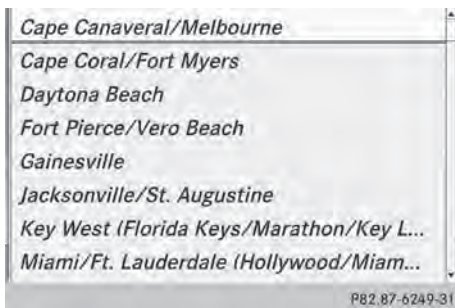 Cape Canaveral/Melbourne
Cape Coral/Fort Myers
Daytona Beach
Fort Pierce/Vero Beach
Gainesville
Jacksonville/St. Augustine
Key West (Florida Keys/Marathon/Key L...
Miami/Ft. Lauderdale (Hollywood/Miam...
P82.87-6249-31